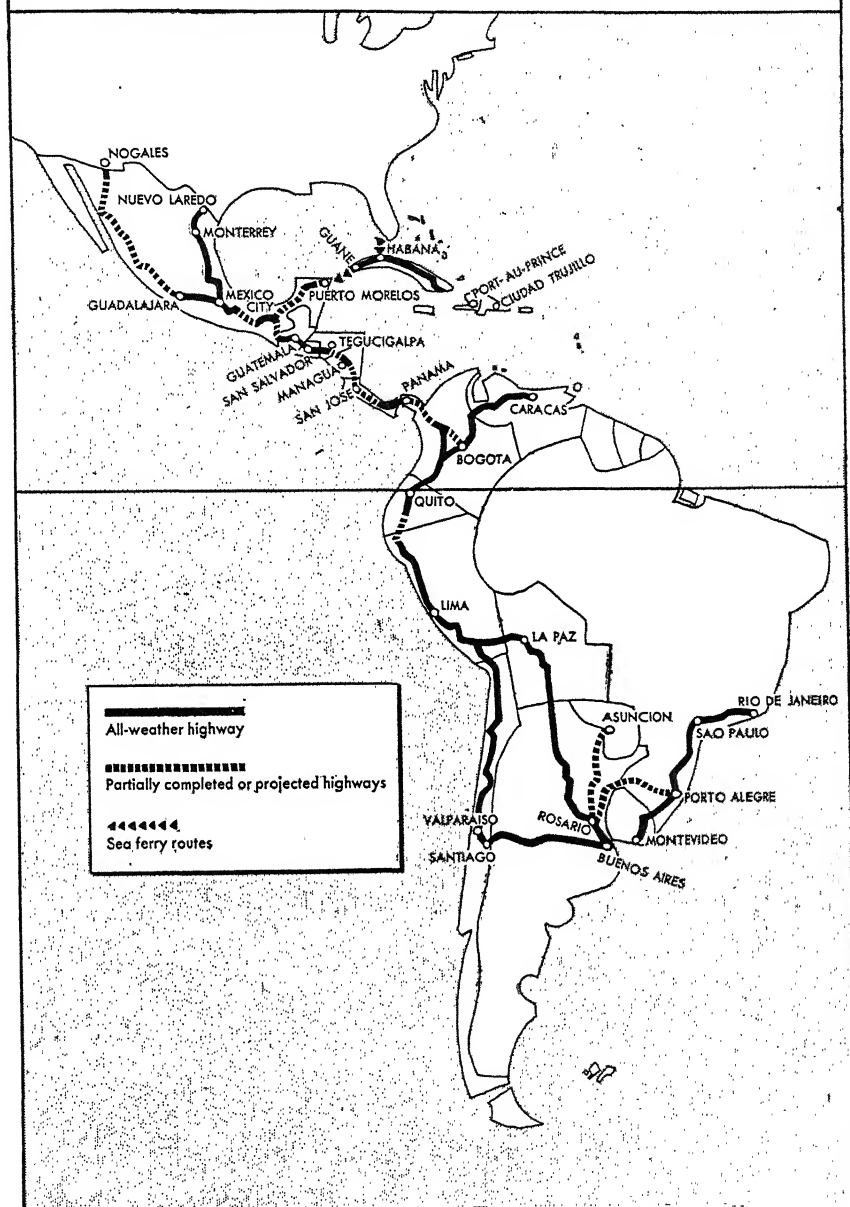 NOGALES
NUEVO LAREDO
MONTERREY
GUANE
HABANA
PORT-AU-PRINCE
CIUDAD TRUJILLO
GUADALAJARA
MEXICO
CITY
PUERTO MORELOS
GUATEMALA
TEGUCIGALPA
SAN SALVADOR
MANAGUA
SAN JOSE
PANAMA
CARACAS
BOGOTA
QUITO
LIMA
LA PAZ
RIO DE JANEIRO
ASUNCION
SAO PAULO
All-weather highway
Partially completed or projected highways
Sea ferry routes
PORTO ALEGRE
VALPARAISO
ROSARIO
MONTEVIDEO
SANTIAGO
BUENOS AIRES